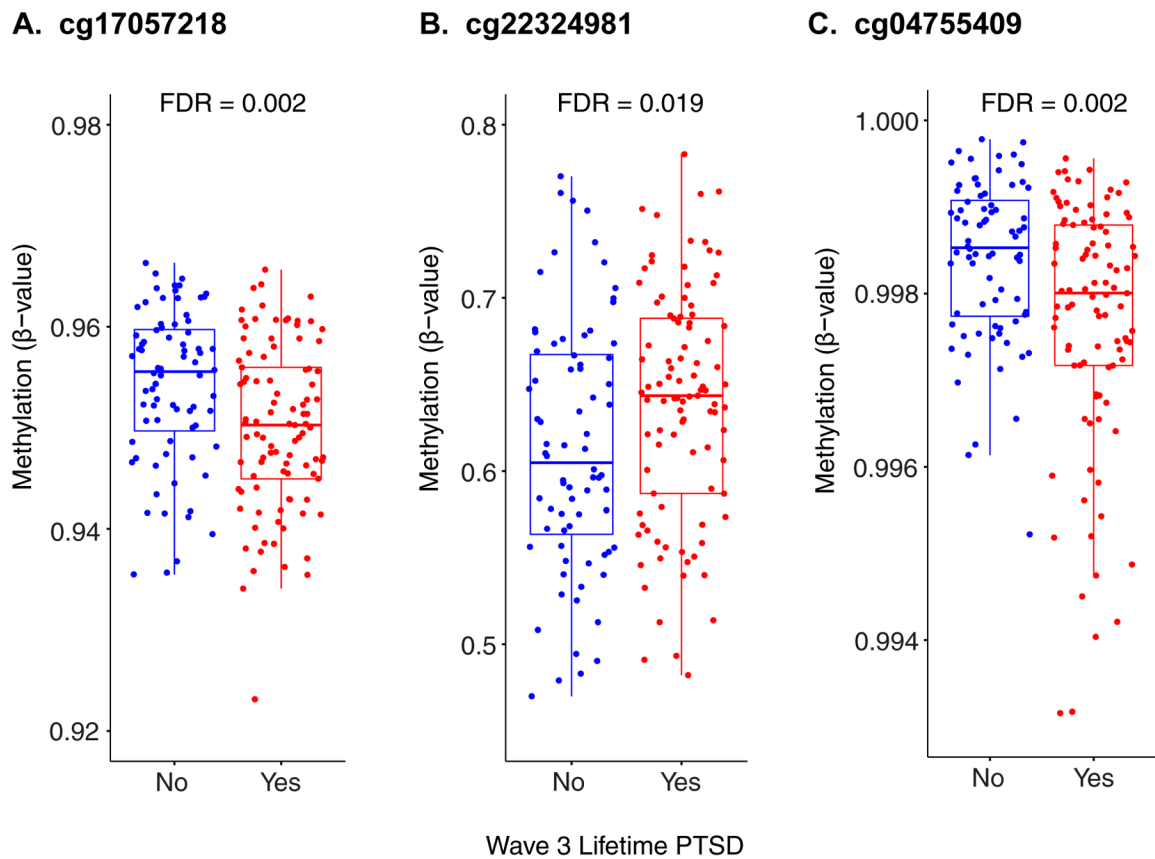 A. cg17057218
B. cg22324981
C. cg04755409
FDR = 0.002
FDR = 0.019
FDR = 0.002
Methylation (β−value)
0.98
0.96
0.94
0.92
No
Yes
Methylation (β−value)
0.8
0.7
0.6
0.5
No
Yes
Methylation (β−value)
1.000
0.998
0.996
0.994
No
Yes
Wave 3 Lifetime PTSD